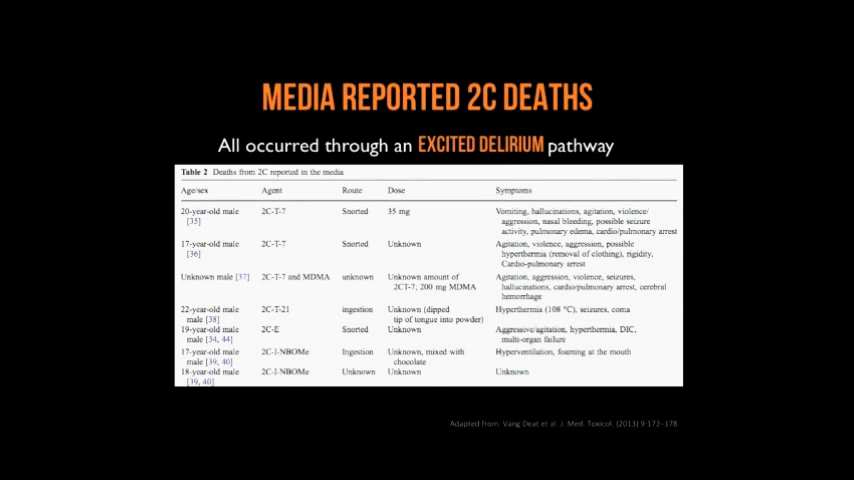 MEDIA REPORTED 2C DEATHS
All occurred through an EXCITED DELIRIUM pathway
Table 2 Deaths from 2C reported in the media
Age/sex Agent Route Dose Symptoms
20-year-old male 2C-T-7 Snorted 35 mg Vomiting, hallucinations, agitation, violence/
[35] aggression, nasal bleeding, possible seizure
activity, pulmonary edema, cardio/pulmonary arrest
17-year-old male 2C-T-7 Snorted Unknown Agitation, violence, aggression, possible
[36] hyperthermia (removal of clothing), rigidity,
Cardio-pulmonary arrest
Unknown male [37] 2C-T-7 and MDMA unknown Unknown amount of Agitation, aggression, violence, seizures,
2CT-7; 200 mg MDMA hallucinations, cardio/pulmonary arrest, cerebral
hemorrhage
22-year-old male 2C-T-21 ingestion Unknown (dipped Hyperthermia (108 °C), seizures, coma
male [38] tip of tongue into powder)
19-year-old male 2C-E Snorted Unknown Aggressive/agitation, hyperthermia, DIC,
male [34, 44] multi-organ failure
17-year-old male 2C-I-NBOMe Ingestion Unknown, mixed with Hyperventilation, foaming at the mouth
male [39, 40] chocolate
18-year-old male 2C-I-NBOMe Unknown Unknown Unknown
[39, 40]
Adapted from: Vang Deat et al. J. Med. Toxicol. (2013) 9:172–178